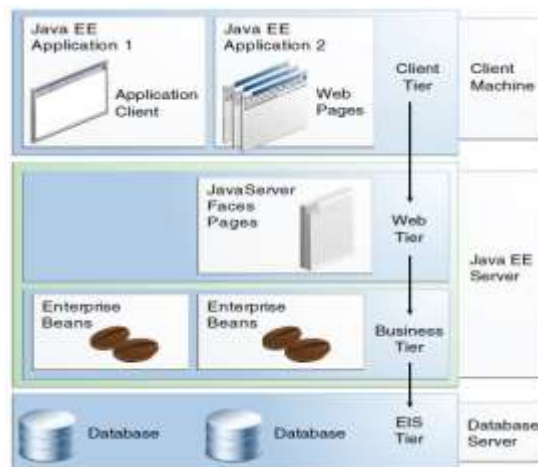 Java EE
Application 1
Java EE
Application 2
Application
Client
Web
Pages
Client
Tier
Client
Machine
JavaServer
Faces
Pages
Web
Tier
Java EE
Server
Enterprise
Beans
Enterprise
Beans
Business
Tier
Database
Database
EIS
Tier
Database
Server